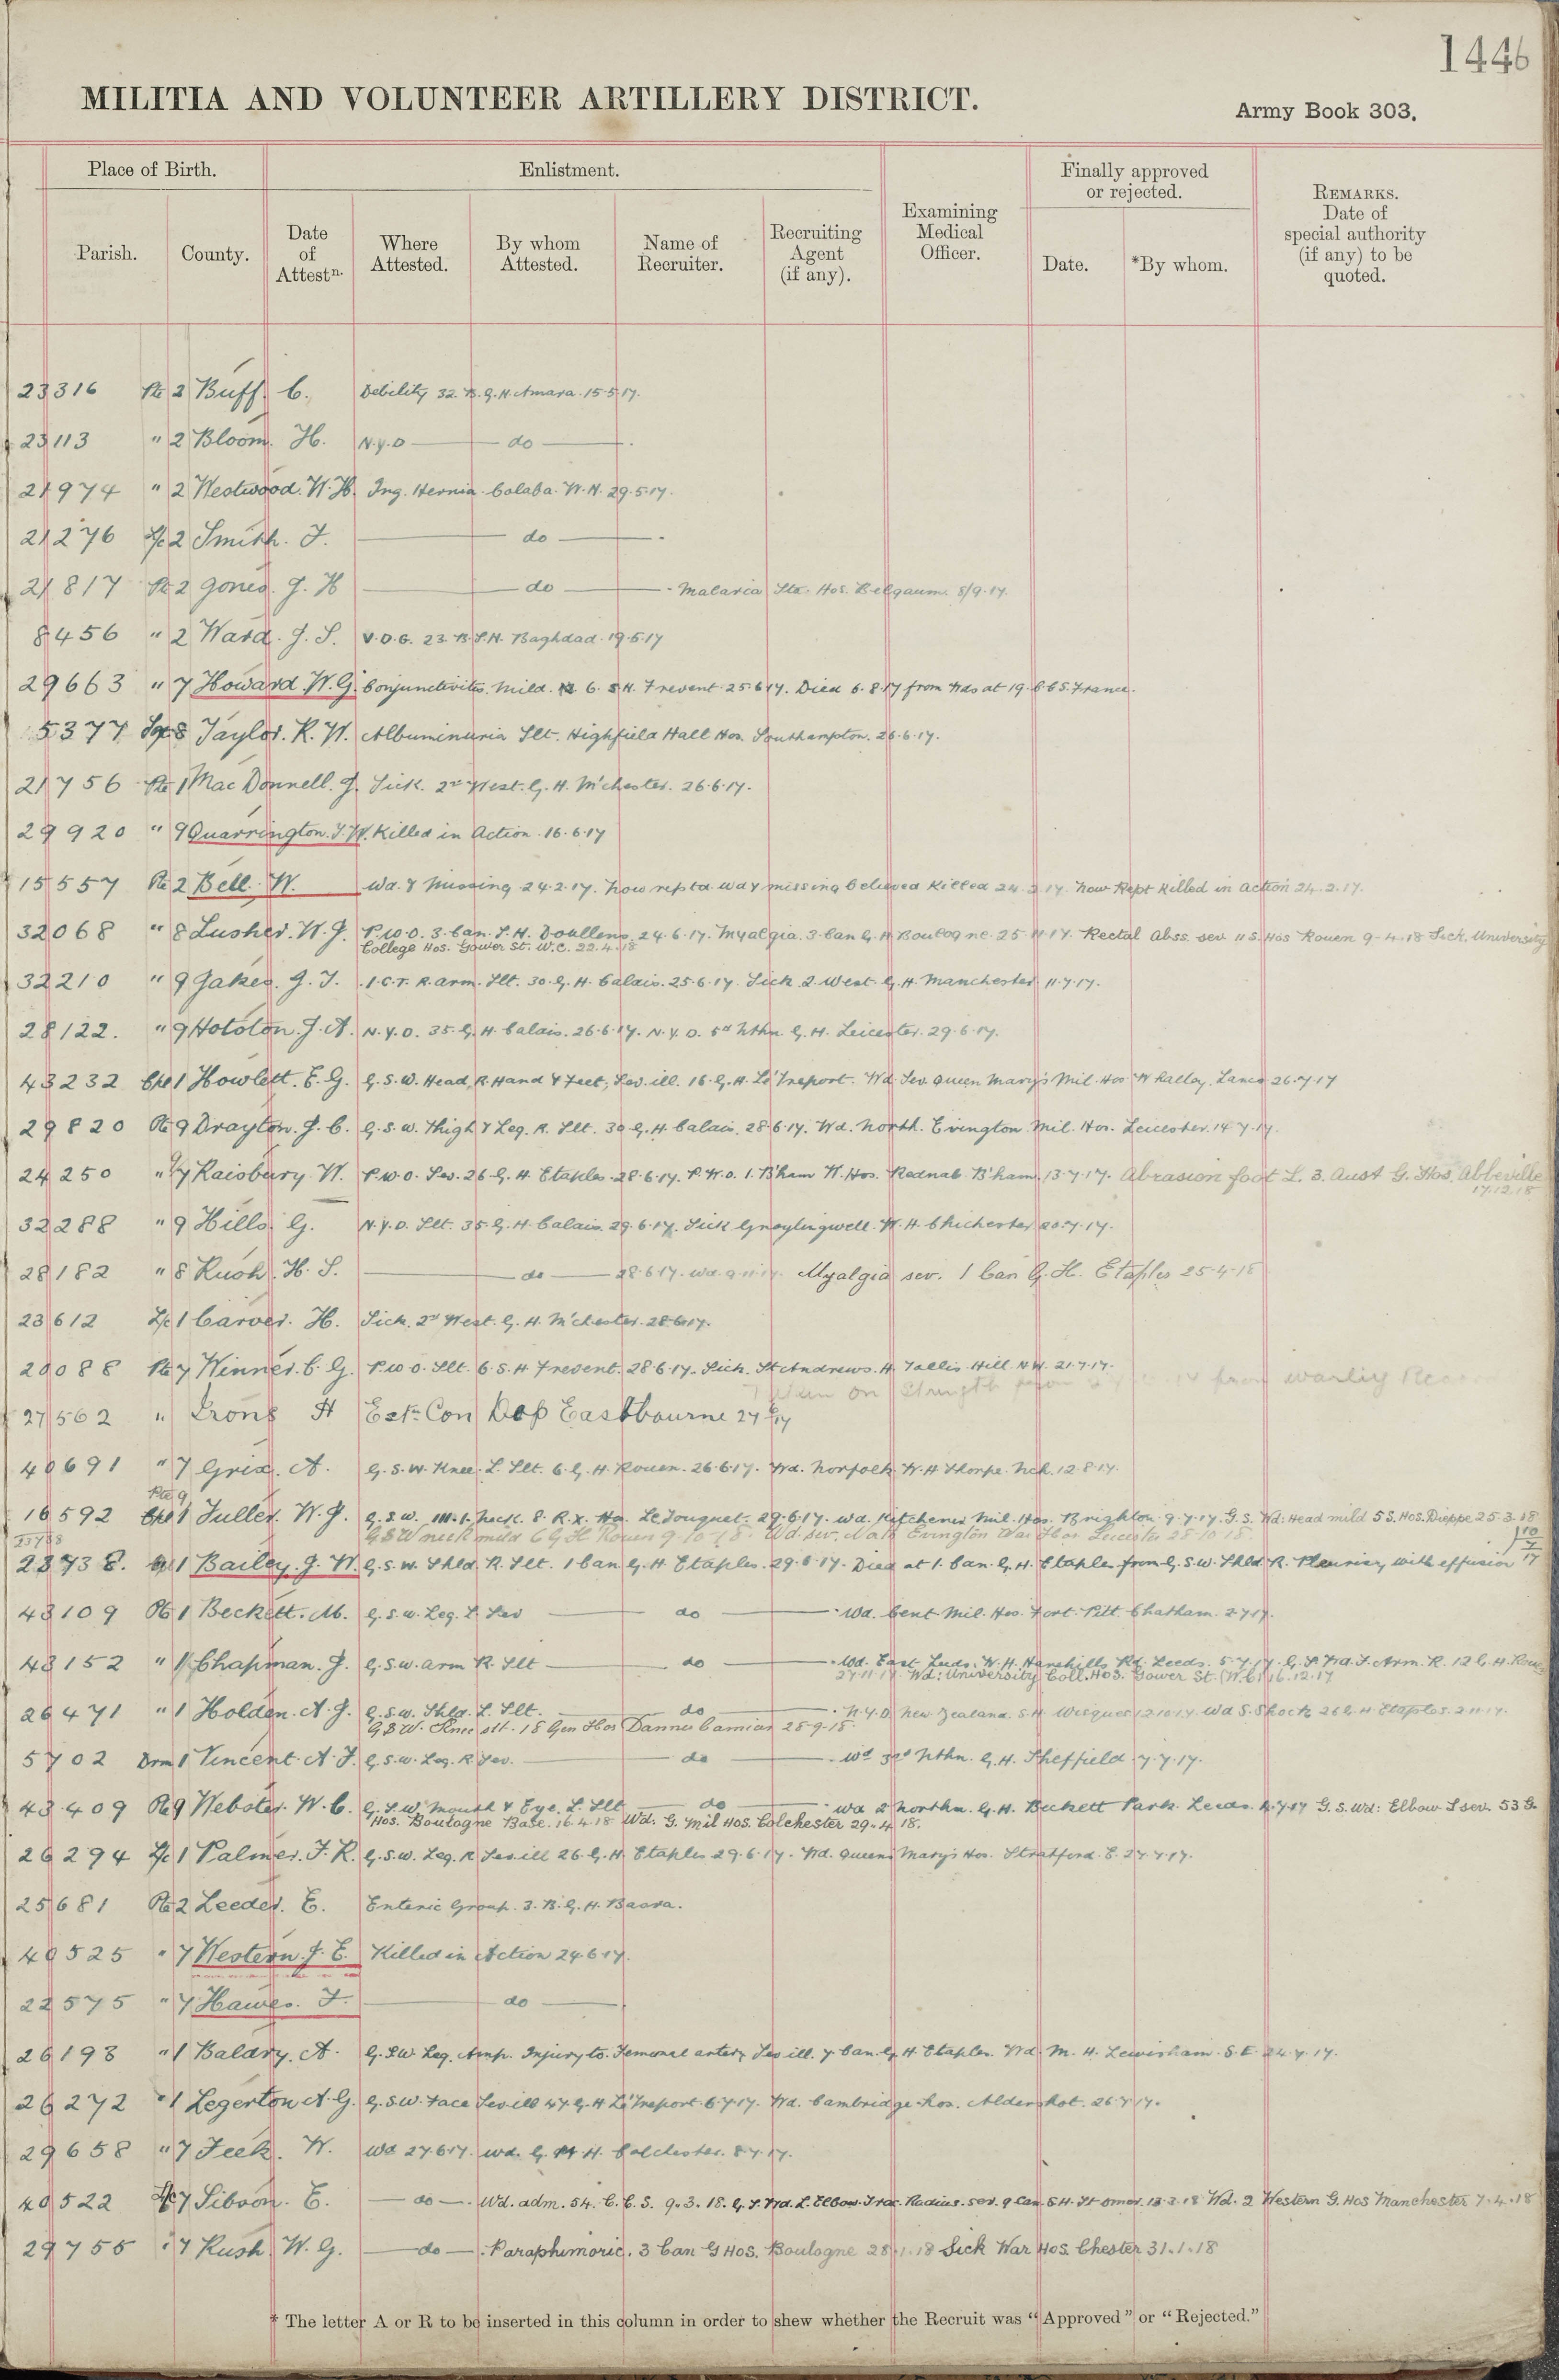 1446
MILITIA AND VOLUNTEER ARTILLERY DISTRICT.
Army Book 303.
Place of Birth.
Enlistment.
Finally approved or rejected.
Parish.
County.
Date of Attestn.
Where Attested.
By whom Attested.
Name of Recruiter.
Recruiting Agent (if any).
Examining Medical Officer.
Date.
*By whom.
REMARKS. Date of special authority (if any) to be quoted.
23316 Pte 2 Buff. C. Debility 32. B.G.H. Amara. 15.5.17.
23113 " 2 Bloom. H. N.Y.D — do —
21974 " 2 Westwood. W.H. Ing. Hernia. Colaba. W.H. 29.5.17.
21276 L/c 2 Smith. F. — do —
21817 Pte 2 Jones. J. H — do — Malaria Sta. Hos. Belgaum. 8/9.17.
8456 " 2 Ward. J. S. V.D.G. 23. B.S.H. Baghdad. 19.5.17
29663 " 7 Howard. W.G. Conjunctivites. Mild. 6. S.H. Frevent. 25.6.17. Died 6.8.17 from Wds at 19. C.C.S. France.
5377 8 Taylor. R. W. Albuminuria Slt. Highfield Hall Hos. Southampton. 26.6.17.
21756 Pte 1 Mac Donnell. J. Sick. 2nd West. G. H. M'chester. 26.6.17.
29920 " 9 Quarrington. T.W. Killed in Action. 16.6.17
15557 Pte 2 Bell. W. Wd. & Missing 24.2.17. Now reptd wd & missing believed Killed 24.2.17. Now Rept Killed in action 24.2.17.
32068 " 8 Lusher. W.J. P.U.O. 3. Can. S.H. Doullens. 24.6.17. Myalgia. 3. Can G. H Boulogne. 25 11.17. Rectal Abss. sev 11 S. Hos Rouen 9-4.18 Sick. University
College Hos. Gower St. W.C. 22.4.18
32210 " 9 Jakes. J. T. I.C.T. R. arm. Slt. 30. G. H. Calais. 25.6.17. Sick. 2. West. G. H. Manchester 11.7.17.
28122. " 9 Hotston. J. A. N.Y.D. 35. G. H. Calais. 26.6.17. N.Y.D. 5th Nthn. G. H. Leicester. 29.6.17.
43232 Cpl 1 Howlett. E. G. G.S.W. Head, R. Hand & Feet, Sev. ill. 16. G. H. Le Treport. Wd. Sev. Queen Mary's Mil. Hos Whalley. Lancs 26.7.17
29820 Pte 9 Drayton. J. C. G.S.W. Thigh & Leg. R. Slt. 30. G. H. Calais. 28.6.17. Wd. North. Evington. Mil. Hos. Leicester. 14.7.17.
24250 " Raisbury. W. P.U.O. Sev. 26. G. H. Etaples. 28.6.17. P.U.O. 1. B'ham W. Hos. Rednal. B'ham. 13.7.17. Abrasion foot L. 3. Aust G. Hos. Abbeville
17.12.18
32288 " 9 Hills. G. N.Y.D. Slt. 35. G. H. Calais. 29.6.17. Sick Graylingwell. W. H. Chichester 20.7.17.
28182 " 8 Rush. H. S. — do — 28.6.17. Wd. 9.11.17. Myalgia sev. 1 Can G. H. Etaples 25-4-18
23612 L/c 1 Carver. H. Sick. 2nd West. G. H. M'chester. 28.6.17.
20088 Pte 7 Winner. C. G. P.U.O. Slt. 6. S. H Frevent. 28.6.17. Sick. St Andrews. H. Dollis. Hill. N.W. 21.7.17.
Taken on Strength from
27562 " Irons H Con Dep Eastbourne
40691 " 7 Grix. A. G.S.W. Knee. L. Slt. 6. G. H. Rouen. 26.6.17. Wd. Norfolk W. H Thorpe. Nch. 12.8.17.
Pte 9
16592 Cpl 1 Fuller. W. J. G.S.W. Neck. 8. R.X. Hos. Le Touquet. 29.6.17. Wd. Kitchener Mil. Hos. Brighton 9.7.17. G.S. Wd: Head mild 5 S. Hos. Dieppe 25.3.18
GSW neck mild 6 G H Rouen 9.10.18. Wd. sev. Nth Evington War Hos Leicester 25.10.18
23738. 1 Bailey. J. W. G.S.W. Shld. R. Slt. 1 Can G. H Etaples. 29.6.17. Died at 1. Can. G. H. Etaples from G.S.W. Shld R. Pleurisy with effusion
43109 Pte 1 Beckett. M. G.S.W. Leg. L. Sev — do — Wd. Cent. Mil. Hos. Fort. Pitt Chatham. 2.7.17.
43152 " 1 Chapman. J. G.S.W. arm R. Slt — do — Wd. East Leeds. W. H. Harehills Rd. Leeds. 5.7.17. G. S. Wd. F. Arm. R. 12 G. H. Rouen
27 11 17. Wd: University Coll. Hos. Gower St. (W.C.) 16.12.17
26471 " 1 Holden. A. J. G.S.W. Shld. L. Slt. — do — N.Y.D New Zealand. S.H. Wisques 12.10.17. Wd S. Shock 26 G. H Etaples. 2.11.17.
G.S.W. Knee slt. 18 Gen Hos Dannes Camiers 28-9-18.
5702 Drm 1 Vincent. A. F. G.S.W. Leg. R Sev. — do — Wd 3rd Nthn. G. H. Sheffield 7.7.17.
43409 Pte 9 Webster. W. C. G.S.W. Mouth & Eye. L. Slt — do — Wd 2 Northn. G. H. Beckett Park. Leeds. 2.7.17 G.S. Wd: Elbow L sev. 53 G.
Hos. Boulogne Base. 16.4.18 Wd. G. Mil Hos. Colchester 29.4.18.
26294 L/c 1 Palmer. F. R. G.S.W. Leg. R Sev. ill 26. G. H. Etaples 29.6.17. Wd. Queen Mary's Hos. Stratford. E. 27.7.17.
25681 Pte 2 Leeder. E. Enteric Group. 3. B. G. H. Basra.
40525 " 7 Western. J. E. Killed in Action 24.6.17.
22575 " 7 Hawes. F. — do —
26193 " 1 Baldry. A. G.S.W. Leg. Amp. Injury to. Femoral artery Sev ill. 7 Can. G. H Etaples. Wd. M. H. Lewisham. S.E. 24.7.17.
26272 " 1 Legerton A. G. G.S.W. Face Sev. ill 47. G. H Le Treport. 6.7.17. Wd. Cambridge. Hos. Aldershot. 26.7.17.
29658 " 7 Feek. W. Wd 27.6.17. Wd. G. M H. Colchester. 8.7.17.
40522 L/c 7 Sibson. E. — do — Wd. adm. 54. C.C.S. 9.3.18. G.S. Wd. L. Elbow. Frac. Radius. Sev. 9 Can. S.H. St Omer. 13.3.18 Wd. 2 Western G. Hos Manchester 7.4.18
29755 " 7 Rush. W. G. — do — Paraphimoric. 3 Can G Hos. Boulogne 28.1.18 Sick War Hos. Chester 31.1.18
* The letter A or R to be inserted in this column in order to shew whether the Recruit was “Approved” or “Rejected.”